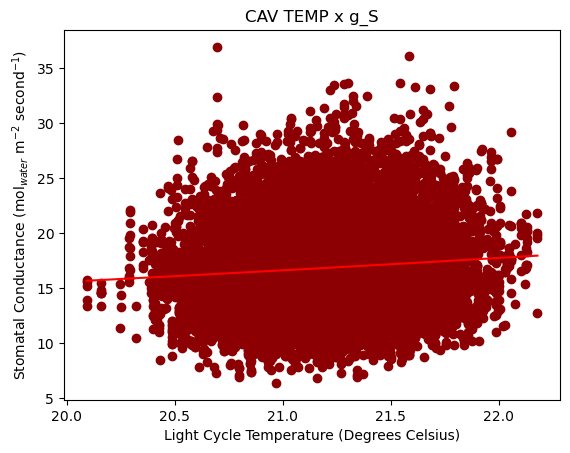 CAV TEMP x g_S
Stomatal Conductance (mol_{water} m^{-2} second^{-1})
35
30
25
20
15
10
5
20.0 20.5 21.0 21.5 22.0
Light Cycle Temperature (Degrees Celsius)